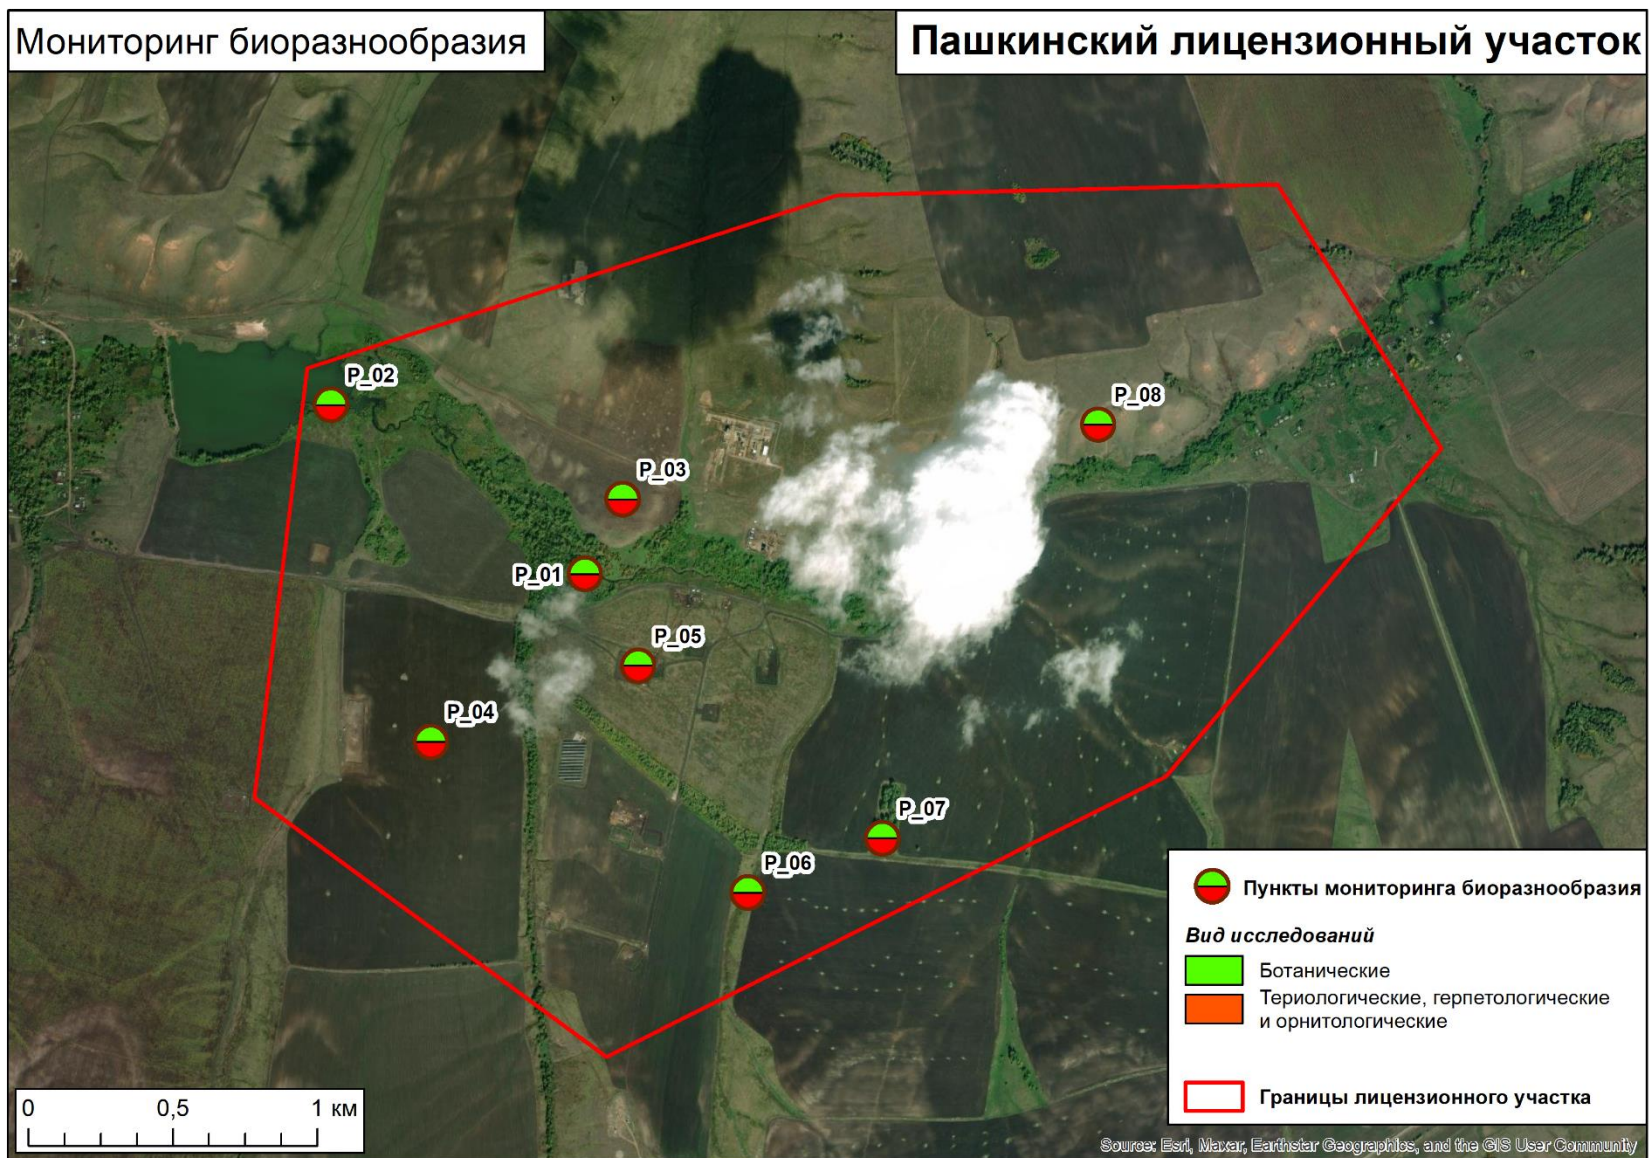 Мониторинг биоразнообразия
Пашкинский лицензионный участок
P_02
P_08
P_03
P_01
P_05
P_04
P_07
P_06
Пункты мониторинга биоразнообразия
Вид исследований
Ботанические
Териологические, герпетологические
и орнитологические
Границы лицензионного участка
0 0,5 1 км
Source: Esri, Maxar, Earthstar Geographics, and the GIS User Community